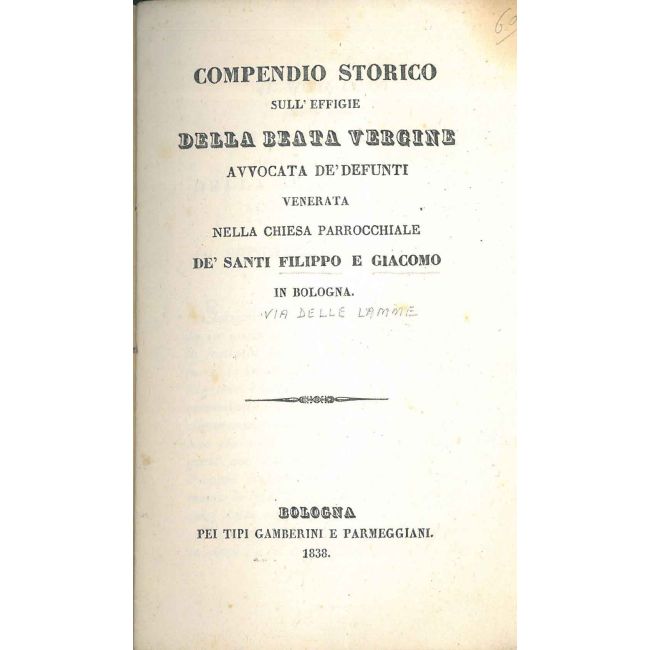 COMPENDIO STORICO
SULL'EFFIGIE
DELLA BEATA VERGINE
AVVOCATA DE' DEFUNTI
VENERATA
NELLA CHIESA PARROCCHIALE
DE' SANTI FILIPPO E GIACOMO
IN BOLOGNA.
VIA DELLE LAMME
BOLOGNA
PEI TIPI GAMBERINI E PARMEGGIANI.
1838.